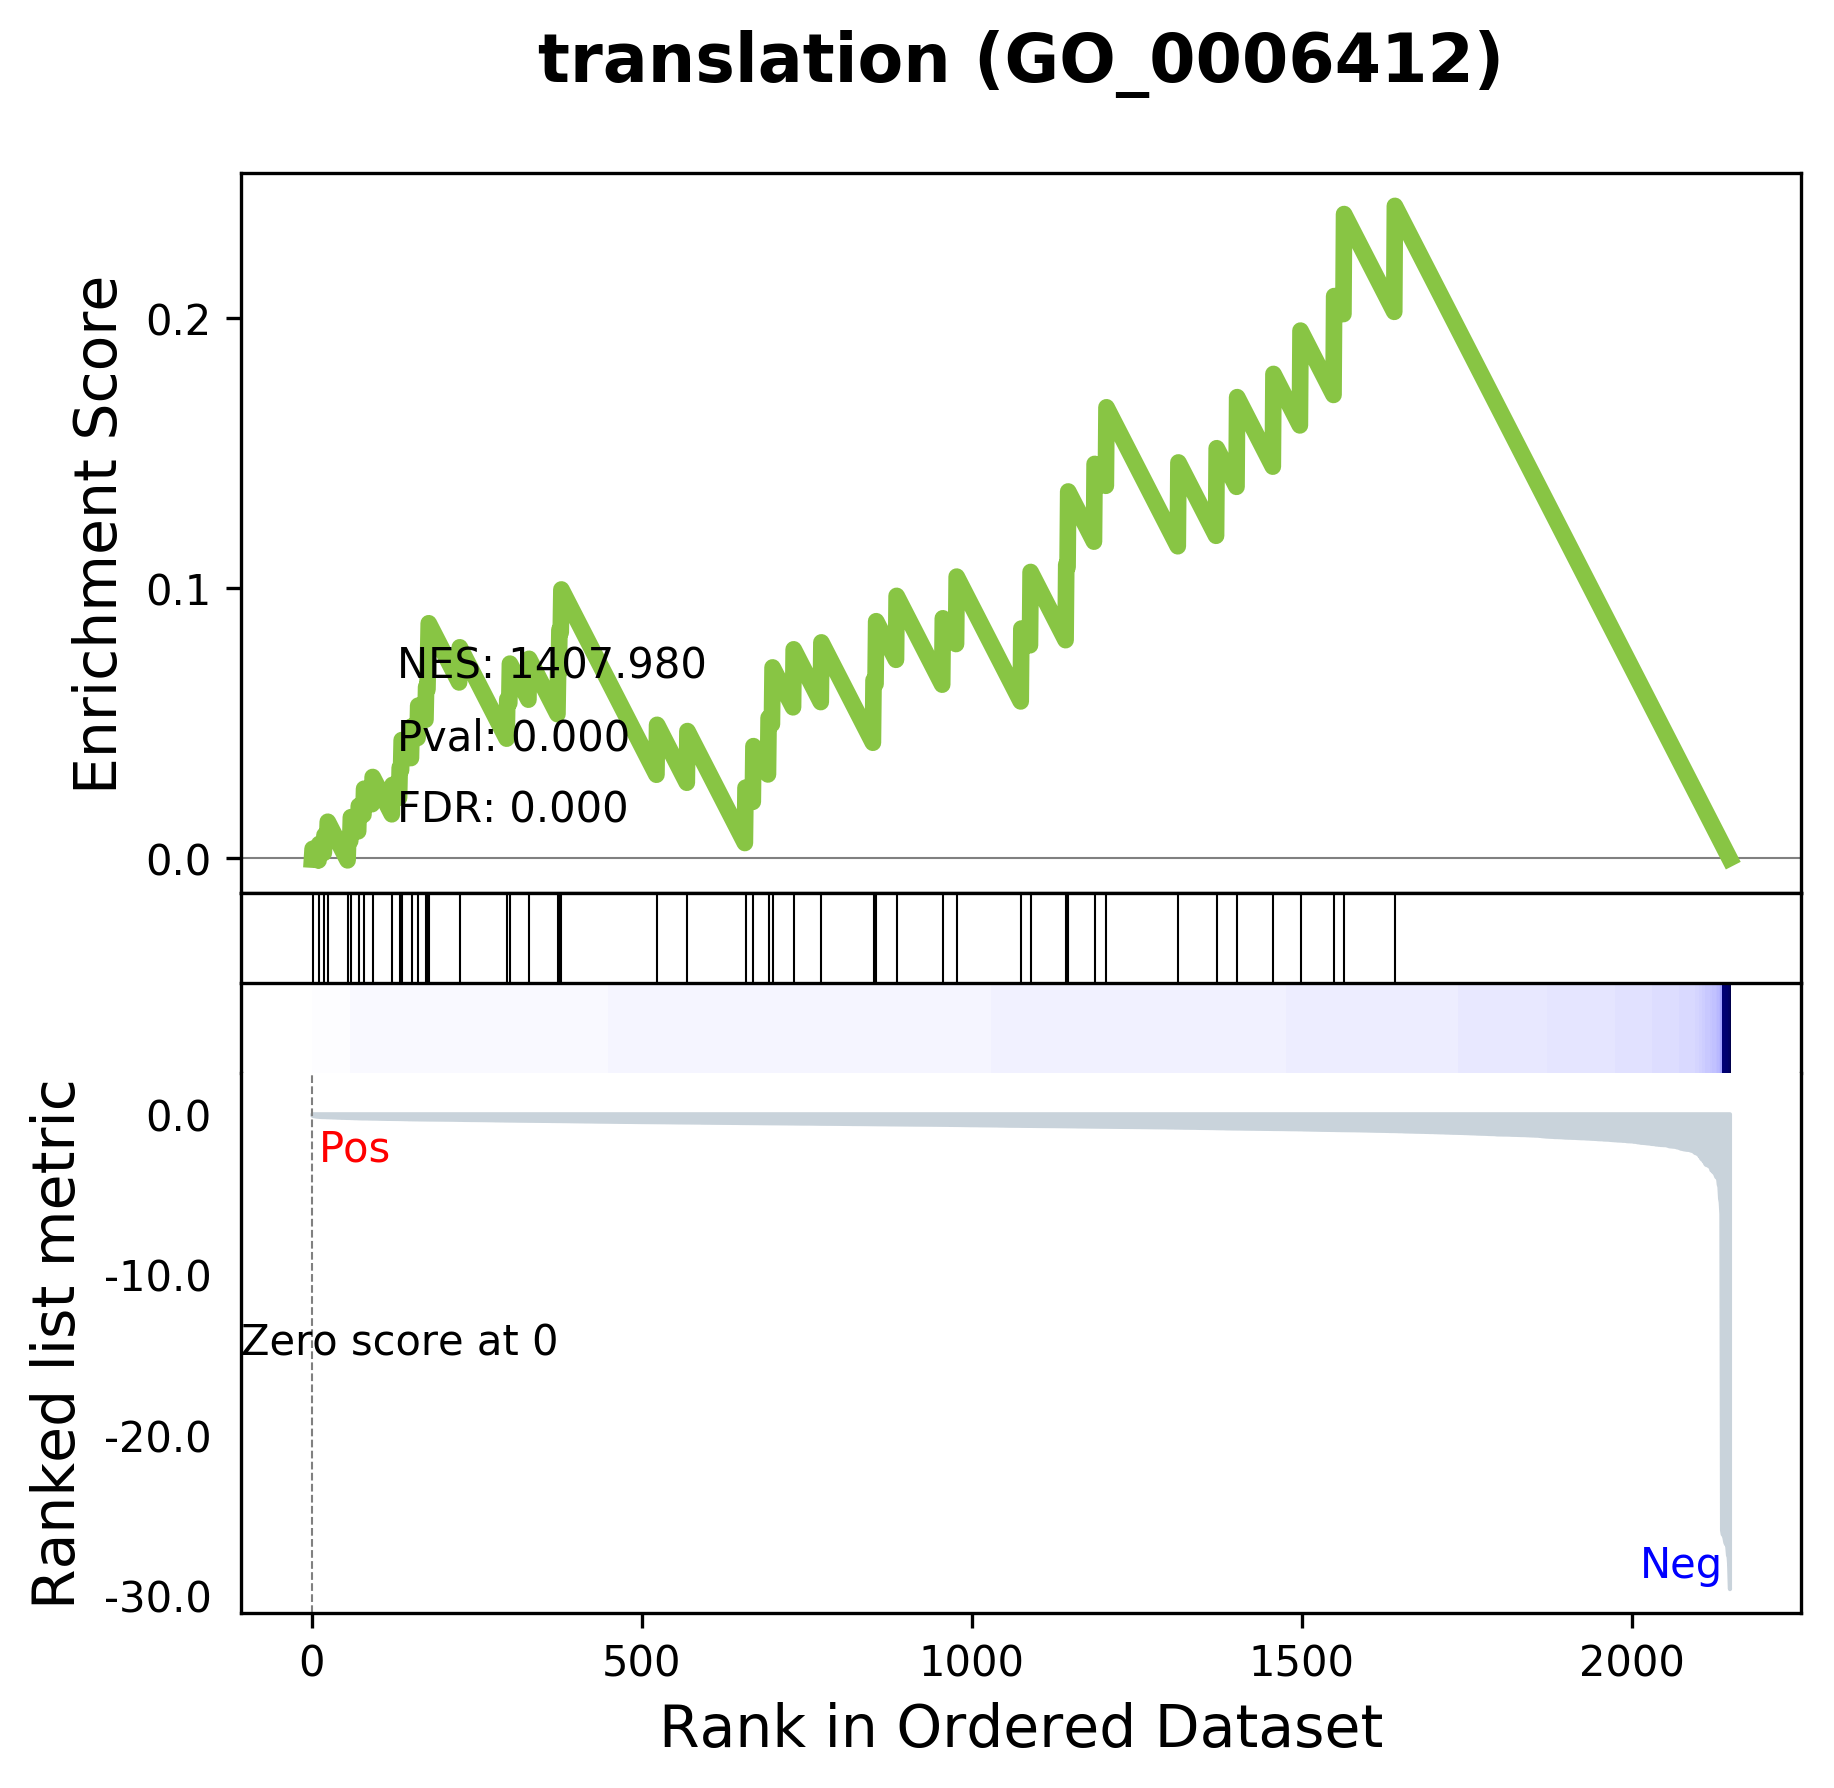 translation (GO_0006412)
Enrichment Score
0.2
0.1
0.0
NES: 1407.980
Pval: 0.000
FDR: 0.000
Ranked list metric
0.0
-10.0
-20.0
-30.0
Pos
Zero score at 0
Neg
0 500 1000 1500 2000
Rank in Ordered Dataset